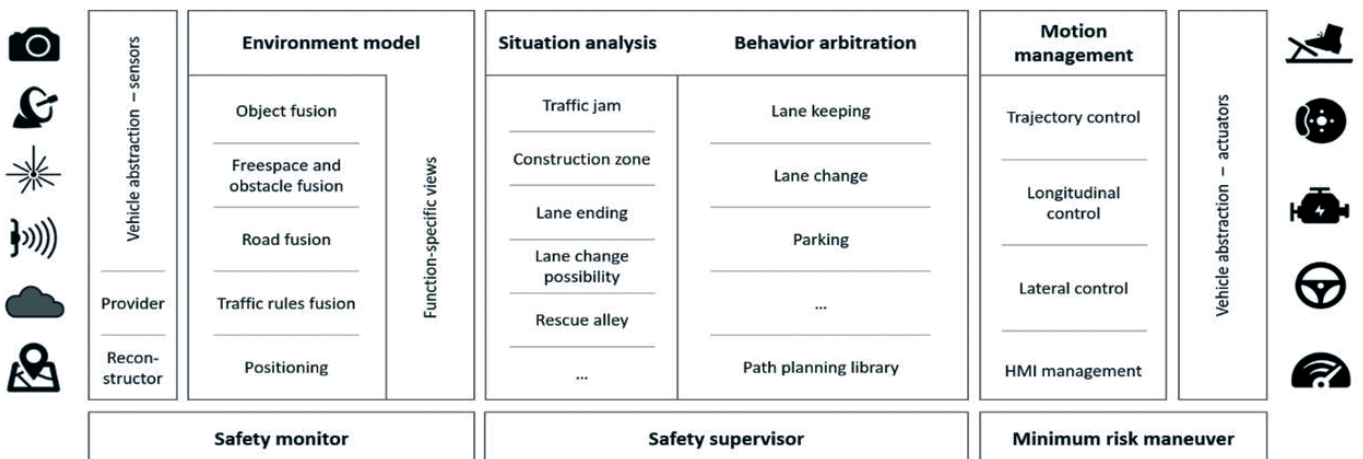 Vehicle abstraction – sensors
Provider
Recon-
structor
Environment model
Object fusion
Freespace and
obstacle fusion
Road fusion
Traffic rules fusion
Positioning
Function-specific views
Situation analysis
Traffic jam
Construction zone
Lane ending
Lane change
possibility
Rescue alley
...
Behavior arbitration
Lane keeping
Lane change
Parking
...
Path planning library
Motion
management
Trajectory control
Longitudinal
control
Lateral control
HMI management
Vehicle abstraction – actuators
Safety monitor
Safety supervisor
Minimum risk maneuver